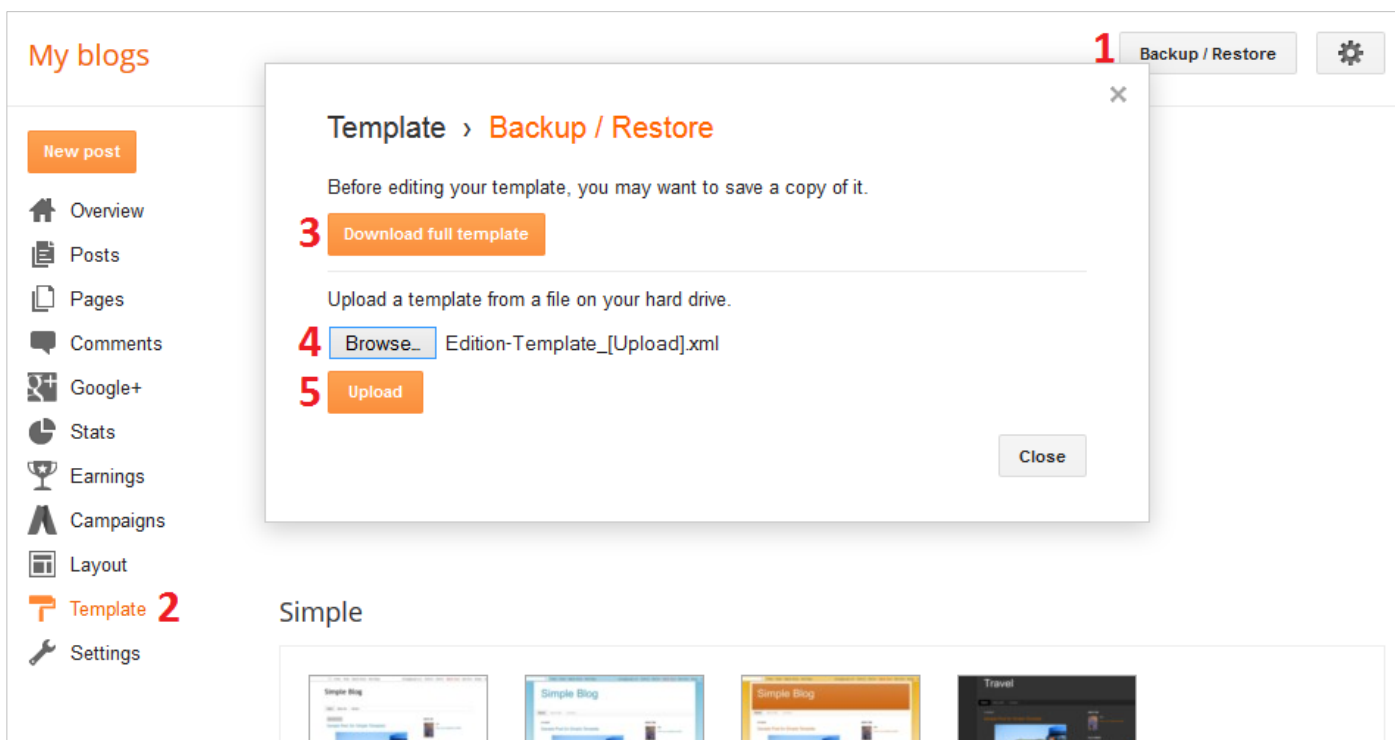 My blogs
1 Backup / Restore
Template › Backup / Restore
Before editing your template, you may want to save a copy of it.
3 Download full template
Upload a template from a file on your hard drive.
4 Browse_ Edition-Template_[Upload].xml
5 Upload
Close
New post
Overview
Posts
Pages
Comments
Google+
Stats
Earnings
Campaigns
Layout
Template 2
Settings
Simple
Simple Blog
Simple Blog
Simple Blog
Travel